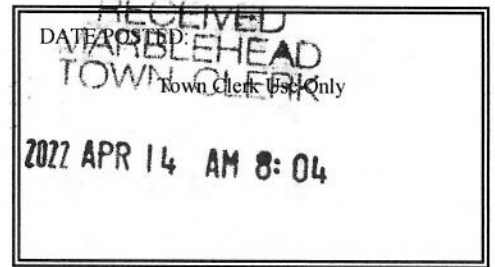 RECEIVED
DATE POSTED:
MARBLEHEAD
TOWN CLERK
Town Clerk Use Only
2022 APR 14 AM 8:04